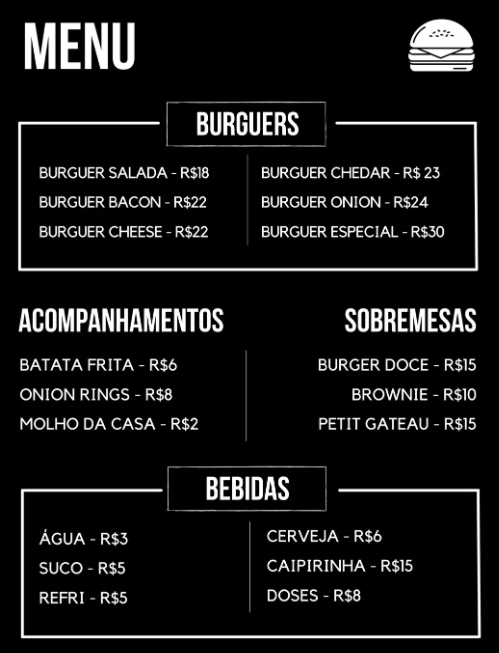 MENU
BURGUERS
BURGUER SALADA - R$18
BURGUER BACON - R$22
BURGUER CHEESE - R$22
BURGUER CHEDAR - R$ 23
BURGUER ONION - R$24
BURGUER ESPECIAL - R$30
ACOMPANHAMENTOS
BATATA FRITA - R$6
ONION RINGS - R$8
MOLHO DA CASA - R$2
SOBREMESAS
BURGER DOCE - R$15
BROWNIE - R$10
PETIT GATEAU - R$15
BEBIDAS
ÁGUA - R$3
SUCO - R$5
REFRI - R$5
CERVEJA - R$6
CAIPIRINHA - R$15
DOSES - R$8